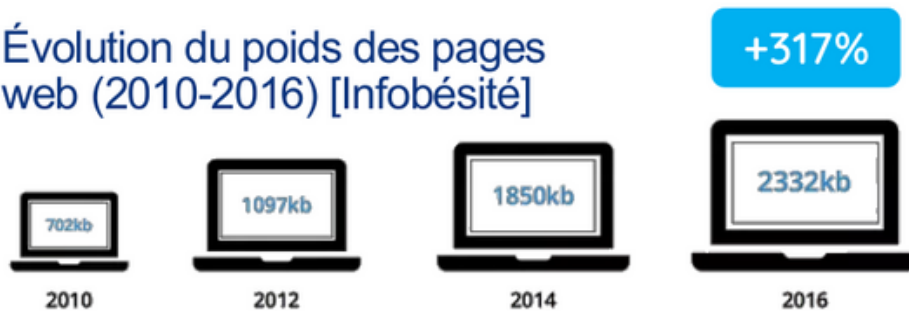 Évolution du poids des pages
web (2010-2016) [Infobésité]
+317%
702kb
1097kb
1850kb
2332kb
2010
2012
2014
2016